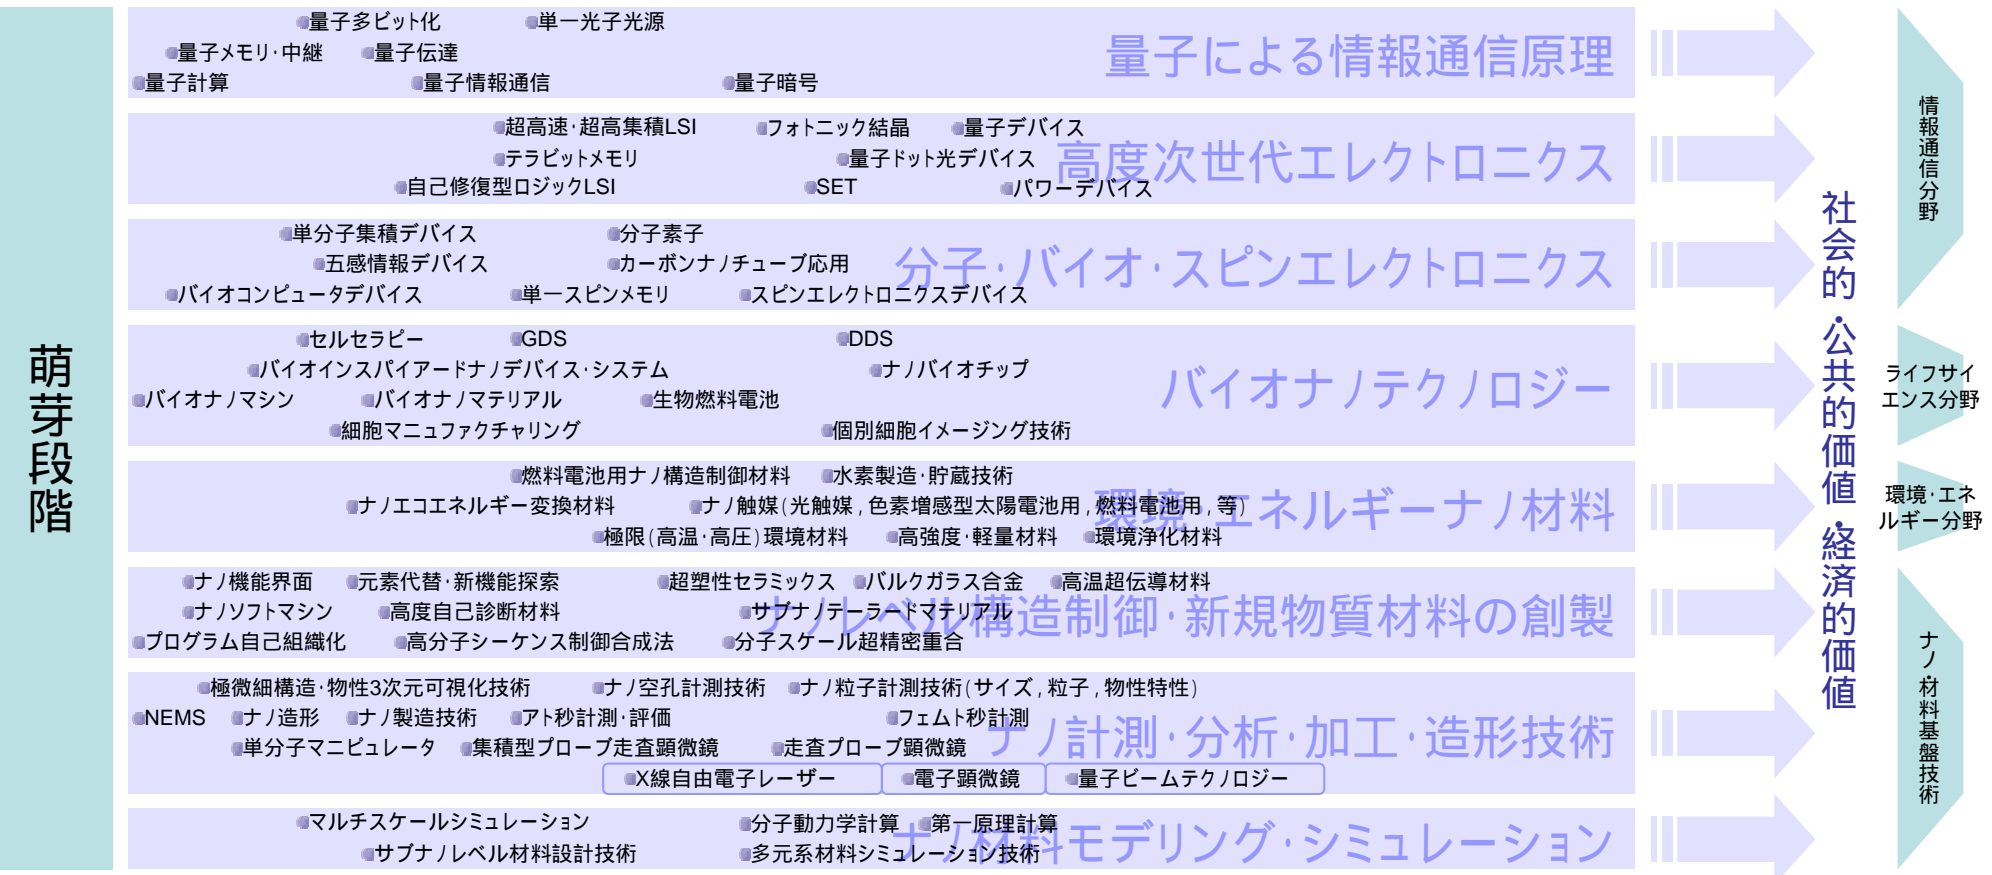 萌芽段階
量子多ビット化
単一光子光源
量子メモリ・中継
量子伝達
量子計算
量子情報通信
量子暗号
量子による情報通信原理
超高速・超高集積LSI
フォトニック結晶
量子デバイス
テラビットメモリ
量子ドット光デバイス
自己修復型ロジックLSI
SET
パワーデバイス
高度次世代エレクトロニクス
単分子集積デバイス
分子素子
五感情報デバイス
カーボンナノチューブ応用
バイオコンピュータデバイス
単一スピンメモリ
スピンエレクトロニクスデバイス
分子・バイオ・スピンエレクトロニクス
セルセラピー
GDS
DDS
バイオインスパイアードナノデバイス・システム
ナノバイオチップ
バイオナノマシン
バイオナノマテリアル
生物燃料電池
細胞マニュファクチャリング
個別細胞イメージング技術
バイオナノテクノロジー
燃料電池用ナノ構造制御材料
水素製造・貯蔵技術
ナノエコエネルギー変換材料
ナノ触媒(光触媒,色素増感型太陽電池用,燃料電池用,等)
極限(高温・高圧)環境材料
高強度・軽量材料
環境浄化材料
環境・エネルギーナノ材料
ナノ機能界面
元素代替・新機能探索
超塑性セラミックス
バルクガラス合金
高温超伝導材料
ナノソフトマシン
高度自己診断材料
サブナノテーラードマテリアル
プログラム自己組織化
高分子シーケンス制御合成法
分子スケール超精密重合
ナノレベル構造制御・新規物質材料の創製
極微細構造・物性3次元可視化技術
ナノ空孔計測技術
ナノ粒子計測技術(サイズ,粒子,物性特性)
NEMS
ナノ造形
ナノ製造技術
アト秒計測・評価
フェムト秒計測
単分子マニピュレータ
集積型プローブ走査顕微鏡
走査プローブ顕微鏡
X線自由電子レーザー
電子顕微鏡
量子ビームテクノロジー
ナノ計測・分析・加工・造形技術
マルチスケールシミュレーション
分子動力学計算
第一原理計算
サブナノレベル材料設計技術
多元系材料シミュレーション技術
ナノ材料モデリング・シミュレーション
社会的・公共的価値・経済的価値
情報通信分野
ライフサイ
エンス分野
環境・エネ
ルギー分野
ナノ・材料基盤技術